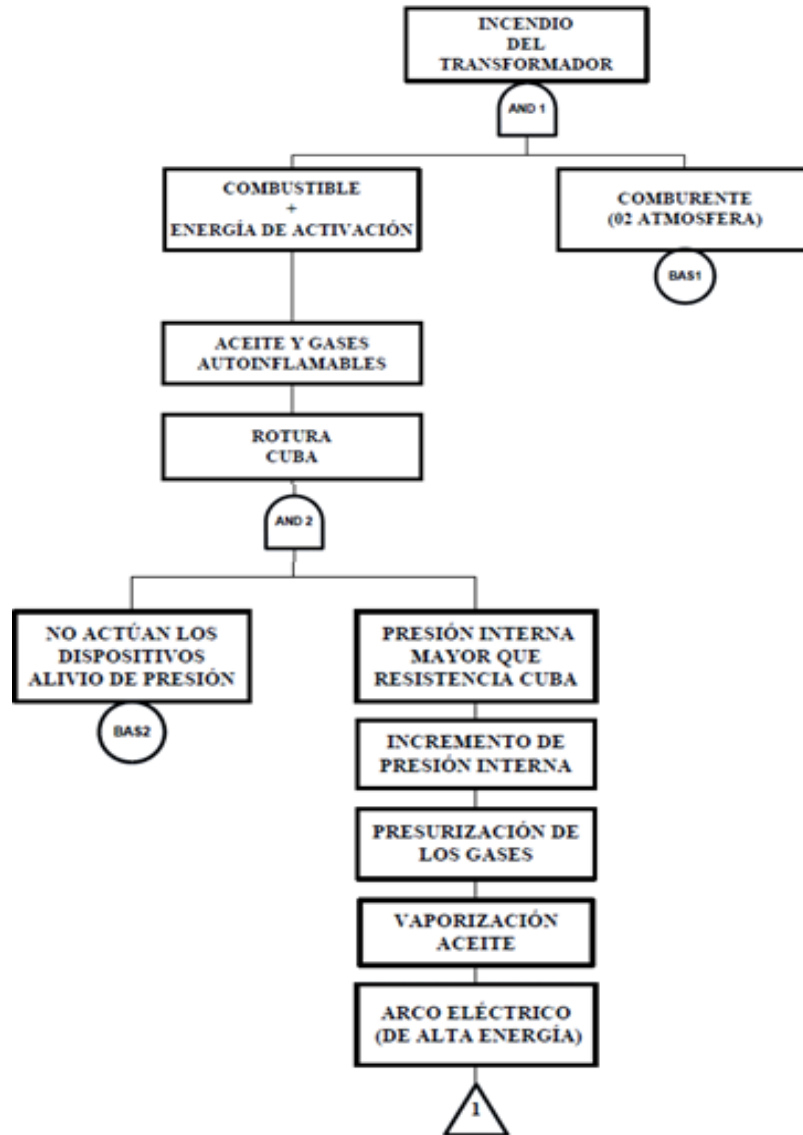 INCENDIO
DEL
TRANSFORMADOR
AND 1
COMBUSTIBLE
+
ENERGÍA DE ACTIVACIÓN
COMBURENTE
(02 ATMOSFERA)
BAS1
ACEITE Y GASES
AUTOINFLAMABLES
ROTURA
CUBA
AND 2
NO ACTÚAN LOS
DISPOSITIVOS
ALIVIO DE PRESIÓN
BAS2
PRESIÓN INTERNA
MAYOR QUE
RESISTENCIA CUBA
INCREMENTO DE
PRESIÓN INTERNA
PRESURIZACIÓN DE
LOS GASES
VAPORIZACIÓN
ACEITE
ARCO ELÉCTRICO
(DE ALTA ENERGÍA)
1